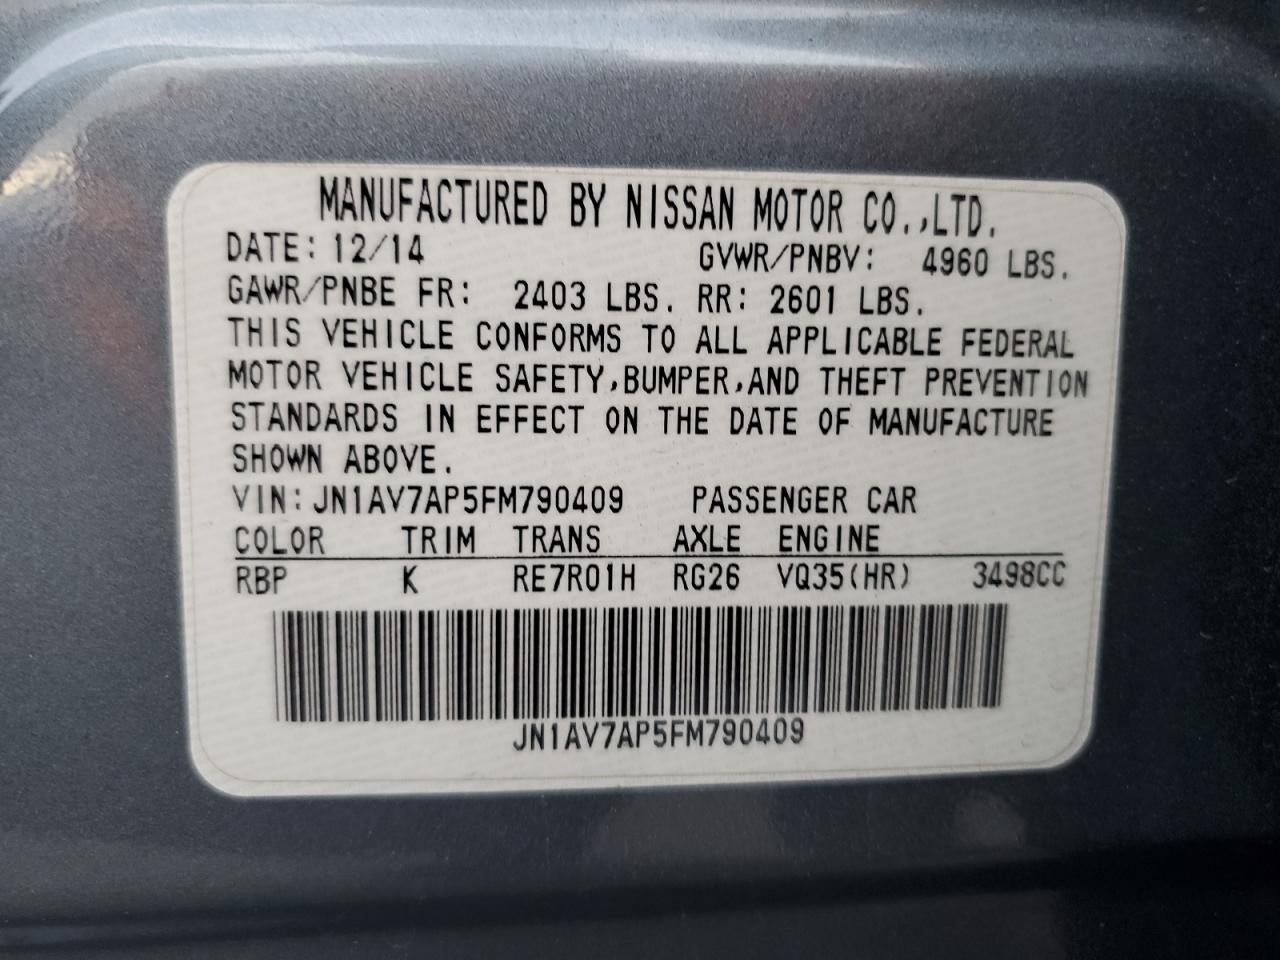 MANUFACTURED BY NISSAN MOTOR CO.,LTD.
DATE: 12/14 GVWR/PNBV: 4960 LBS.
GAWR/PNBE FR: 2403 LBS. RR: 2601 LBS.
THIS VEHICLE CONFORMS TO ALL APPLICABLE FEDERAL
MOTOR VEHICLE SAFETY,BUMPER,AND THEFT PREVENTION
STANDARDS IN EFFECT ON THE DATE OF MANUFACTURE
SHOWN ABOVE.
VIN:JN1AV7AP5FM790409 PASSENGER CAR
COLOR TRIM TRANS AXLE ENGINE
RBP K RE7R01H RG26 VQ35(HR) 3498CC
JN1AV7AP5FM790409